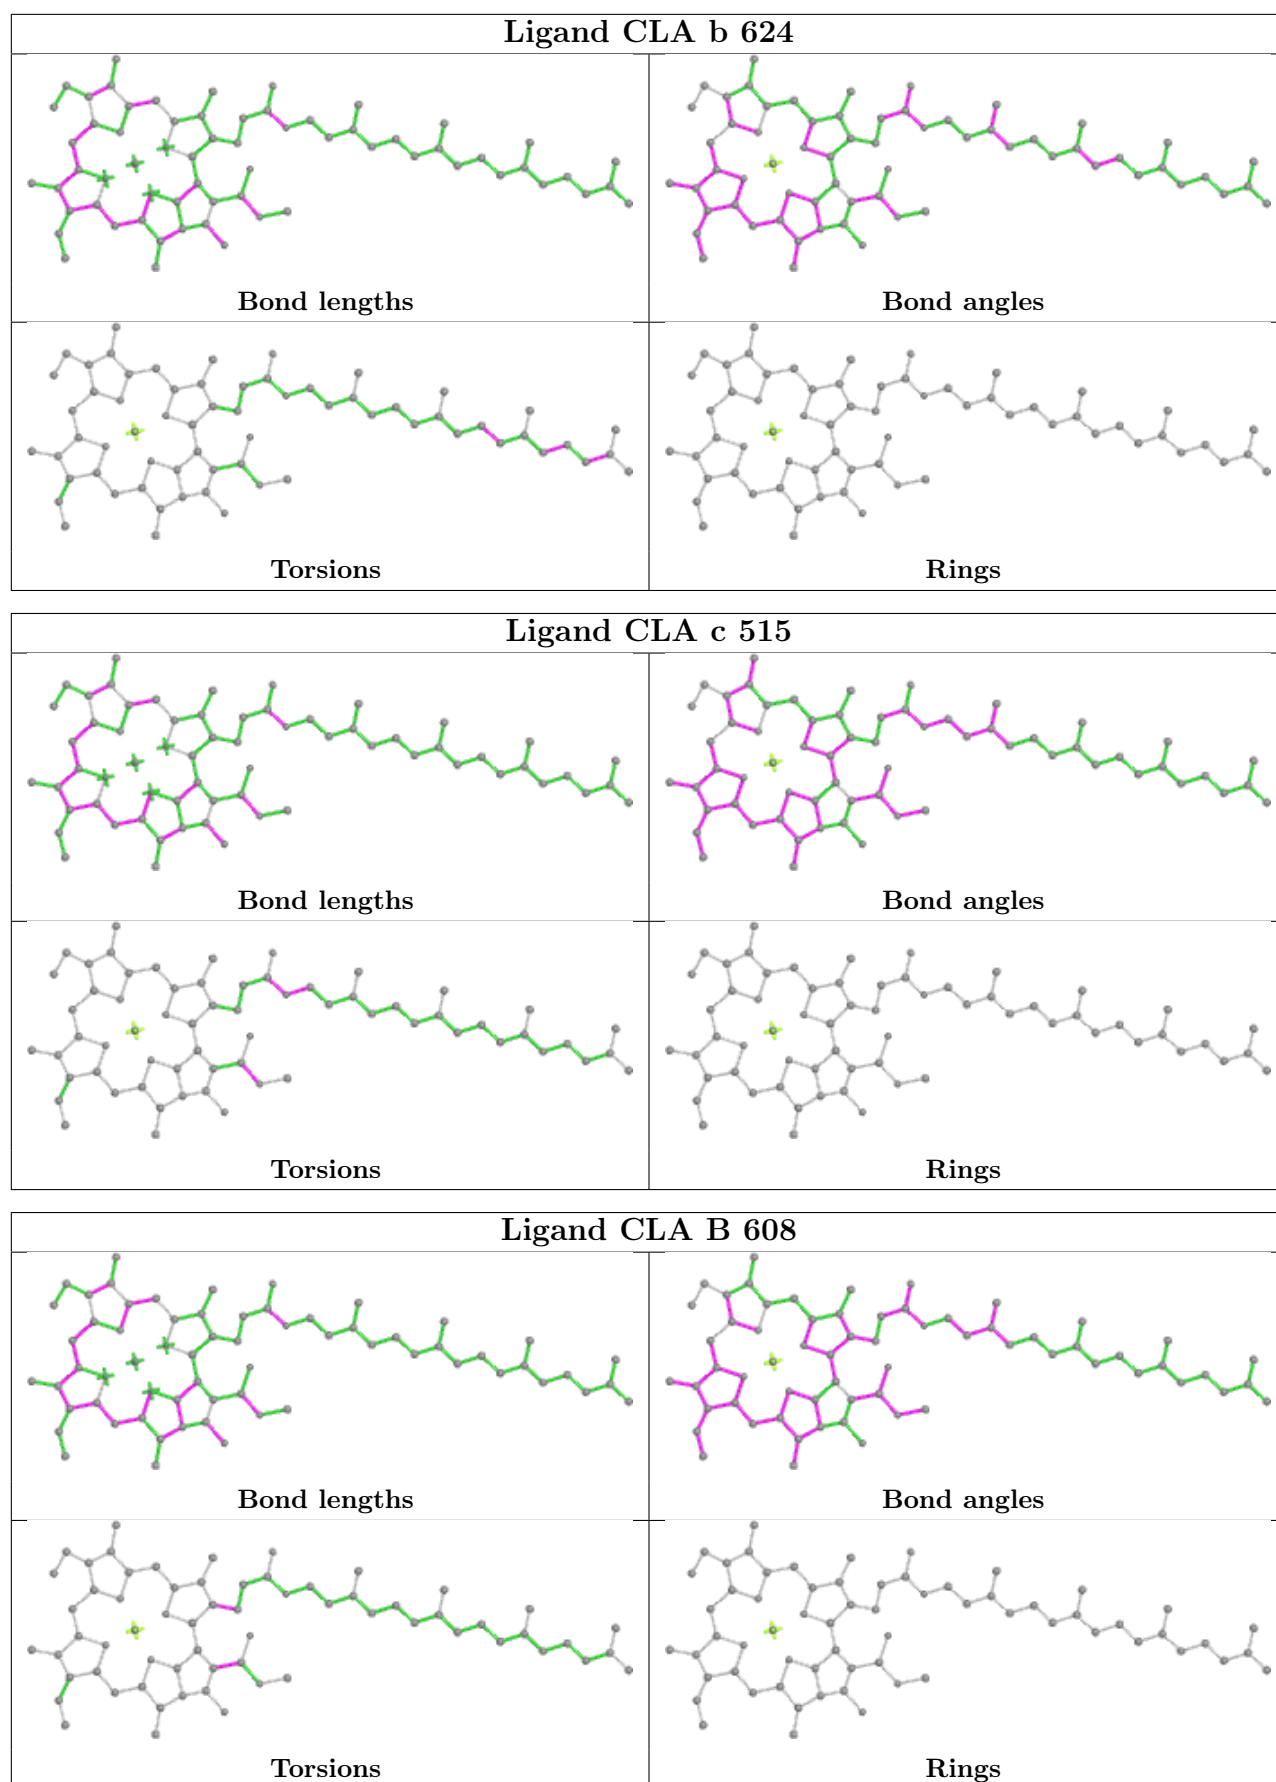 Ligand CLA b 624
Bond lengths
Bond angles
Torsions
Rings
Ligand CLA c 515
Bond lengths
Bond angles
Torsions
Rings
Ligand CLA B 608
Bond lengths
Bond angles
Torsions
Rings